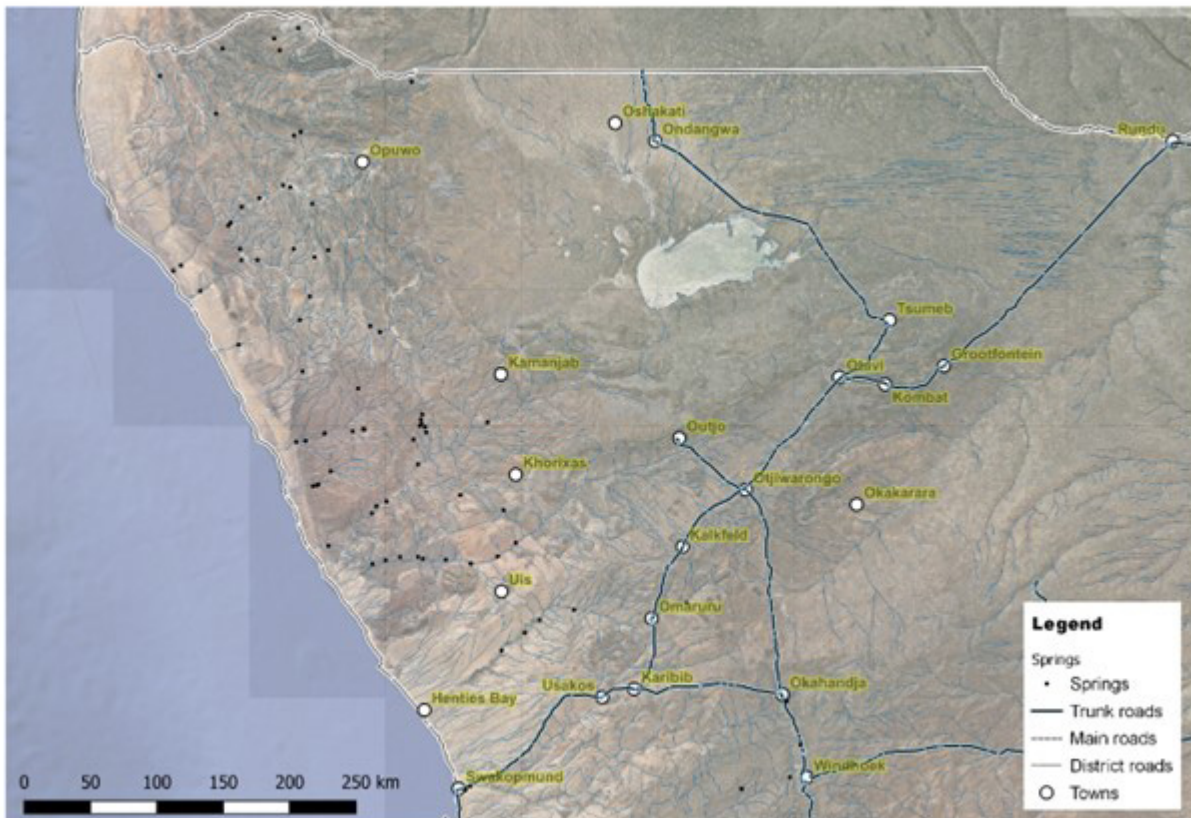 Oshakati
Ondangwa
Rundu
Opuwo
Tsumeb
Grootfontein
Otavi
Kombat
Kamanjab
Outjo
Khorixas
Otjiwarongo
Okakarara
Kalkfeld
Uis
Omaruru
Karibib
Usakos
Okahandja
Henties Bay
Swakopmund
Windhoek
Legend
Springs
Springs
Trunk roads
Main roads
District roads
Towns
0 50 100 150 200 250 km